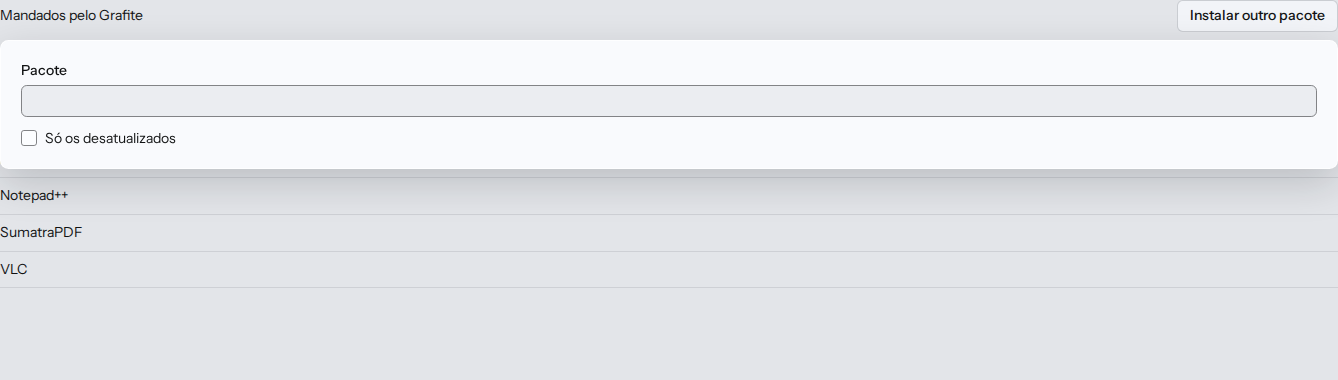 Mandados pelo Grafite
Instalar outro pacote
Pacote
Só os desatualizados
Notepad++
SumatraPDF
VLC